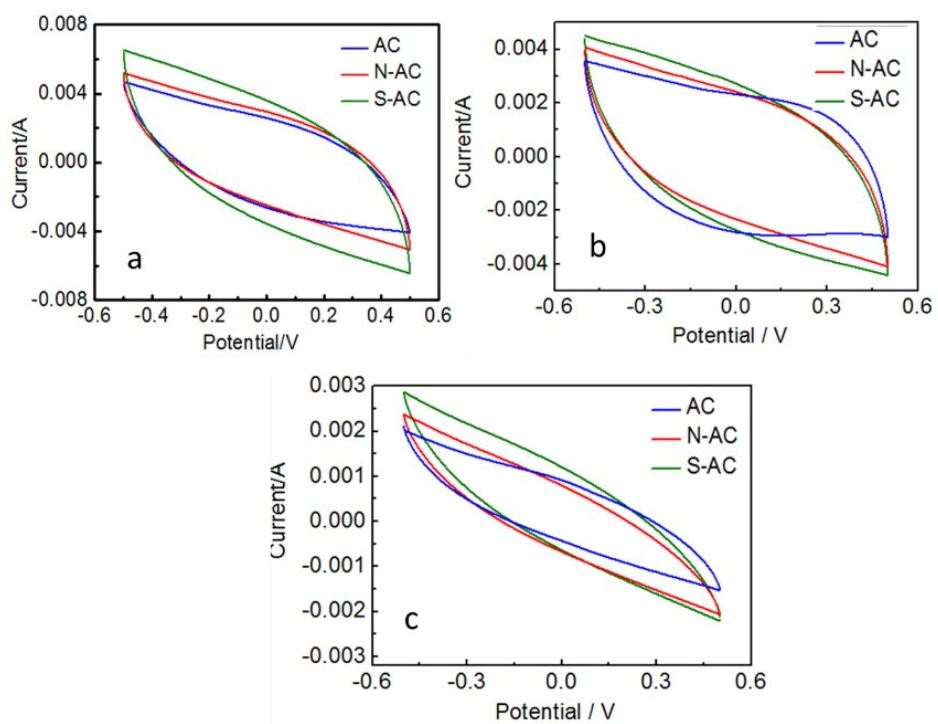 0.008
0.004
0.000
-0.004
-0.008
Current/A
AC
N-AC
S-AC
a
-0.6 -0.4 -0.2 0.0 0.2 0.4 0.6
Potential/V
0.004
0.002
0.000
-0.002
-0.004
Current/A
AC
N-AC
S-AC
b
-0.6 -0.3 0.0 0.3 0.6
Potential / V
0.003
0.002
0.001
0.000
-0.001
-0.002
-0.003
Current/A
AC
N-AC
S-AC
c
-0.6 -0.3 0.0 0.3 0.6
Potential / V